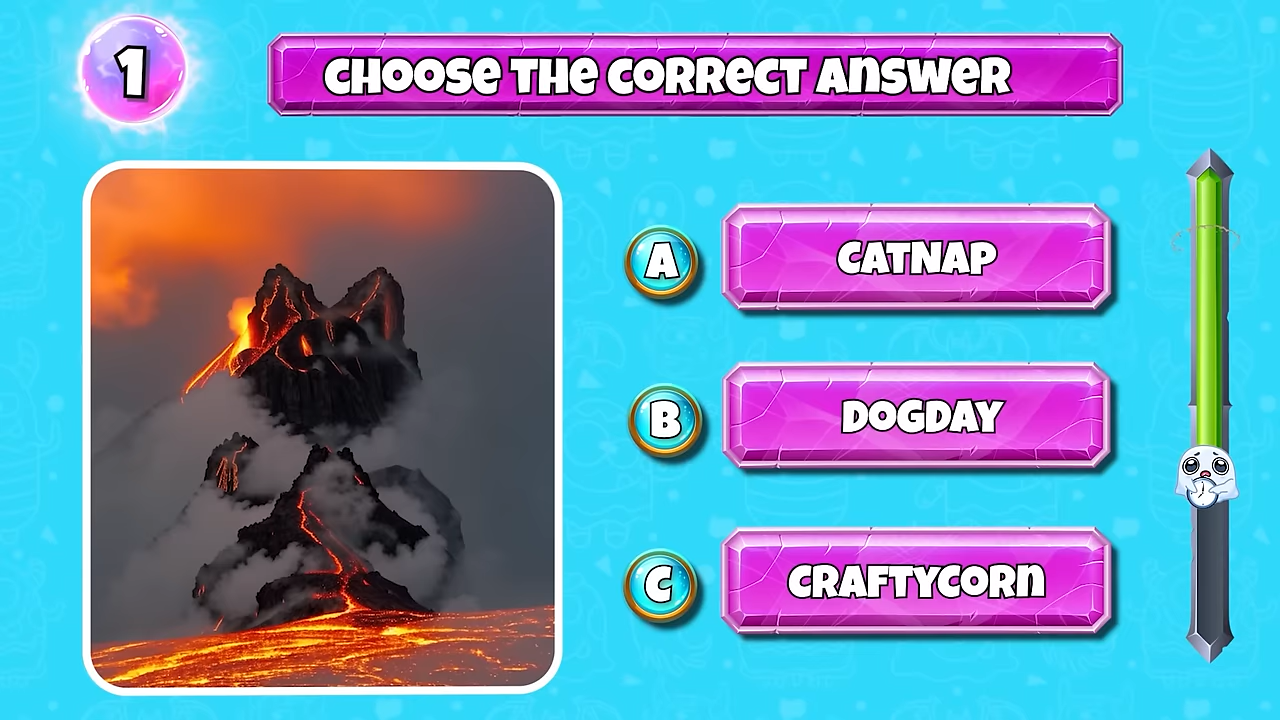 1
CHOOSE THE CORRECT ANSWER
A
CATNAP
B
DOGDAY
C
CRAFTYCORN